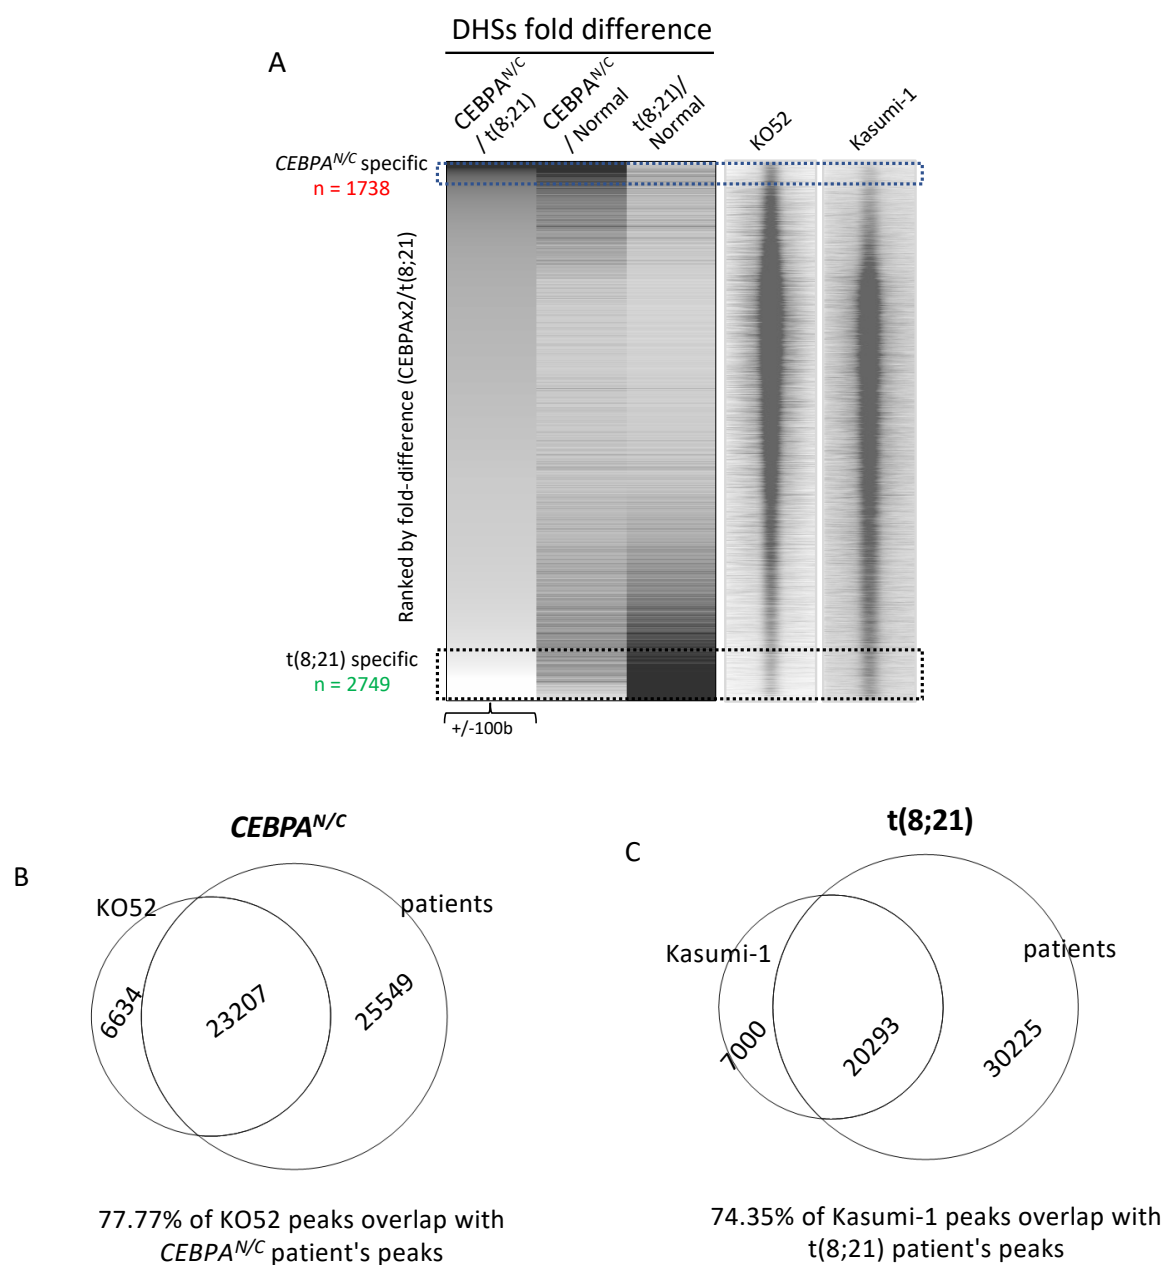 DHSs fold difference
A
CEBPA^N/C
/ t(8;21)
CEBPA^N/C
/ Normal
t(8;21)/
Normal
KO52
Kasumi-1
CEBPA^N/C specific
n = 1738
Ranked by fold-difference (CEBPAx2/t(8;21)
t(8;21) specific
n = 2749
+/-100b
B
CEBPA^N/C
KO52
patients
6634
23207
25549
77.77% of KO52 peaks overlap with
CEBPA^N/C patient's peaks
C
t(8;21)
Kasumi-1
patients
7000
20293
30225
74.35% of Kasumi-1 peaks overlap with
t(8;21) patient's peaks